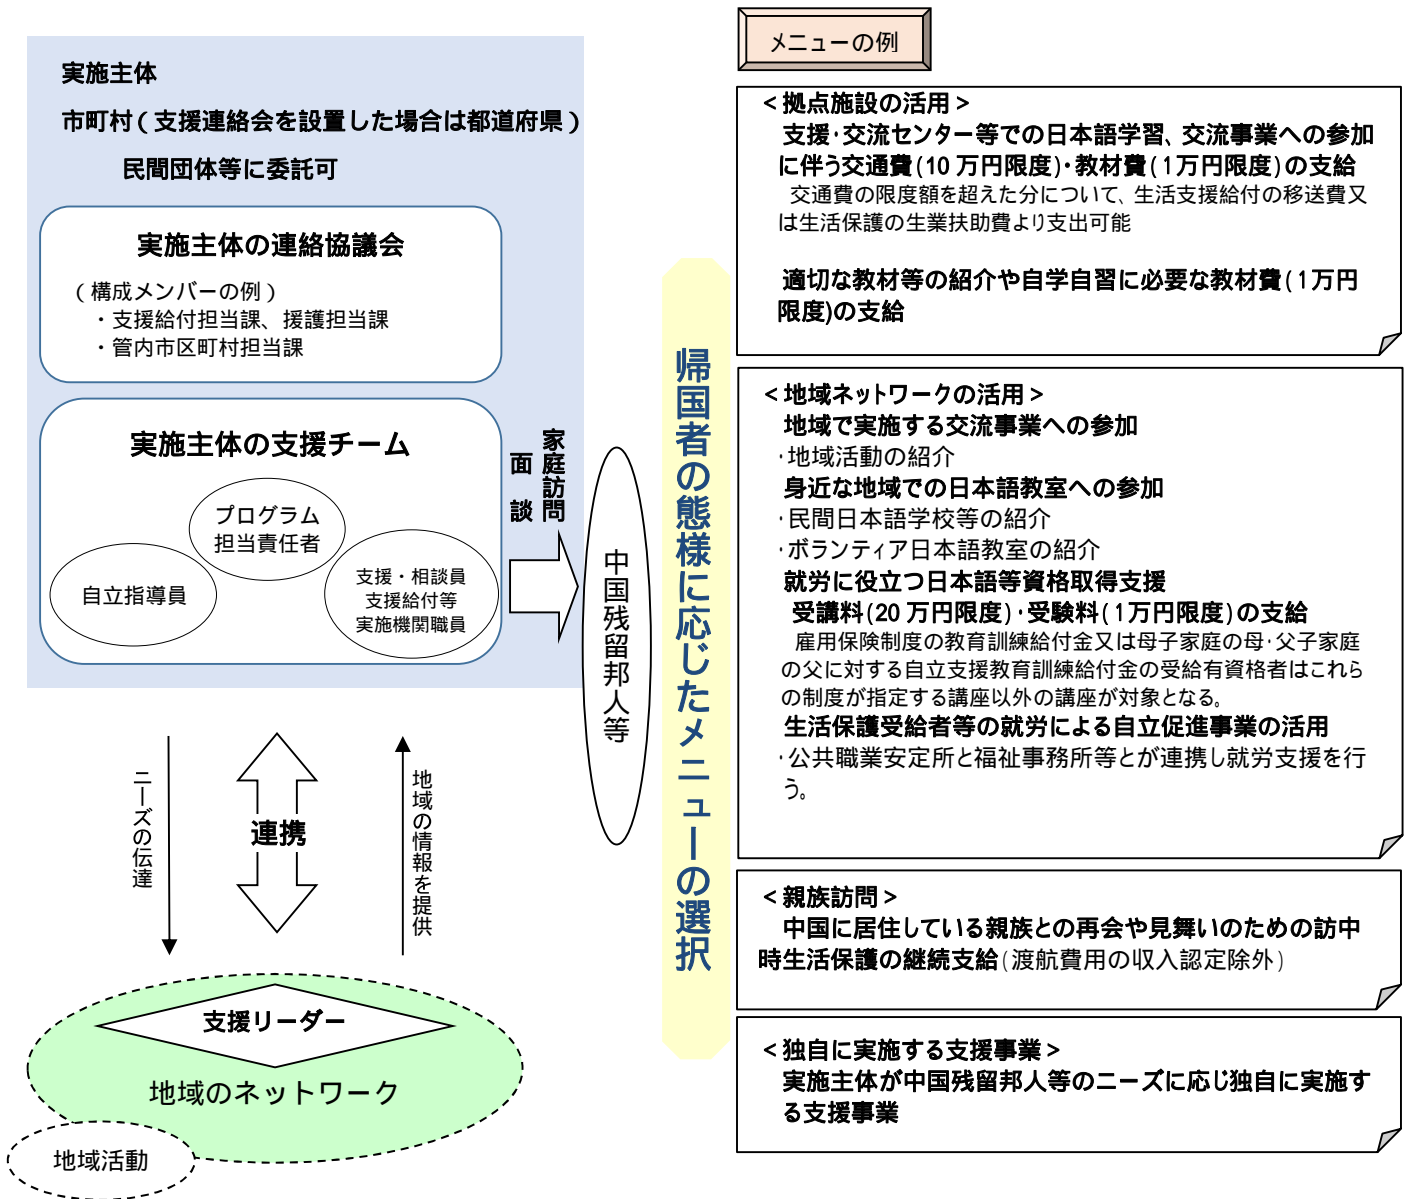 実施主体
市町村（支援連絡会を設置した場合は都道府県）
民間団体等に委託可
実施主体の連絡協議会
（構成メンバーの例）
・支援給付担当課、援護担当課
・管内市区町村担当課
実施主体の支援チーム
プログラム
担当責任者
自立指導員
支援・相談員
支援給付等
実施機関職員
家庭訪問
面談
中国残留邦人等
ニーズの伝達
連携
地域の情報を提供
支援リーダー
地域のネットワーク
地域活動
帰国者の態様に応じたメニューの選択
メニューの例
＜拠点施設の活用＞
支援・交流センター等での日本語学習、交流事業への参加
に伴う交通費(10万円限度)・教材費(1万円限度)の支給
交通費の限度額を超えた分について、生活支援給付の移送費又
は生活保護の生業扶助費より支出可能
適切な教材等の紹介や自学自習に必要な教材費(1万円
限度)の支給
＜地域ネットワークの活用＞
地域で実施する交流事業への参加
・地域活動の紹介
身近な地域での日本語教室への参加
・民間日本語学校等の紹介
・ボランティア日本語教室の紹介
就労に役立つ日本語等資格取得支援
受講料(20万円限度)・受験料(1万円限度)の支給
雇用保険制度の教育訓練給付金又は母子家庭の母・父子家庭
の父に対する自立支援教育訓練給付金の受給有資格者はこれら
の制度が指定する講座以外の講座が対象となる。
生活保護受給者等の就労による自立促進事業の活用
・公共職業安定所と福祉事務所等とが連携し就労支援を行
う。
＜親族訪問＞
中国に居住している親族との再会や見舞いのための訪中
時生活保護の継続支給(渡航費用の収入認定除外)
＜独自に実施する支援事業＞
実施主体が中国残留邦人等のニーズに応じ独自に実施す
る支援事業